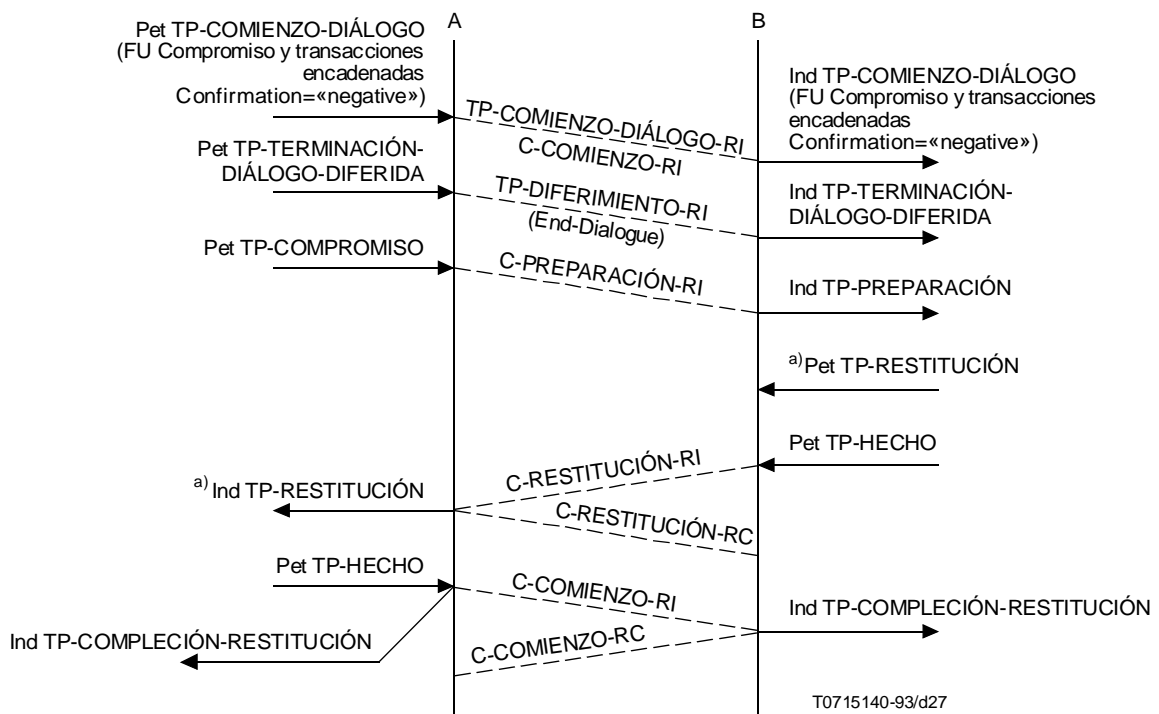 A
B
Pet TP-COMIENZO-DIÁLOGO
(FU Compromiso y transacciones
encadenadas
Confirmation=«negative»)
Ind TP-COMIENZO-DIÁLOGO
(FU Compromiso y transacciones
encadenadas
Confirmation=«negative»)
TP-COMIENZO-DIÁLOGO-RI
C-COMIENZO-RI
Pet TP-TERMINACIÓN-
DIÁLOGO-DIFERIDA
TP-DIFERIMIENTO-RI
(End-Dialogue)
Ind TP-TERMINACIÓN-
DIÁLOGO-DIFERIDA
Pet TP-COMPROMISO
C-PREPARACIÓN-RI
Ind TP-PREPARACIÓN
a) Pet TP-RESTITUCIÓN
Pet TP-HECHO
C-RESTITUCIÓN-RI
a) Ind TP-RESTITUCIÓN
C-RESTITUCIÓN-RC
Pet TP-HECHO
C-COMIENZO-RI
Ind TP-COMPLECIÓN-RESTITUCIÓN
Ind TP-COMPLECIÓN-RESTITUCIÓN
C-COMIENZO-RC
T0715140-93/d27